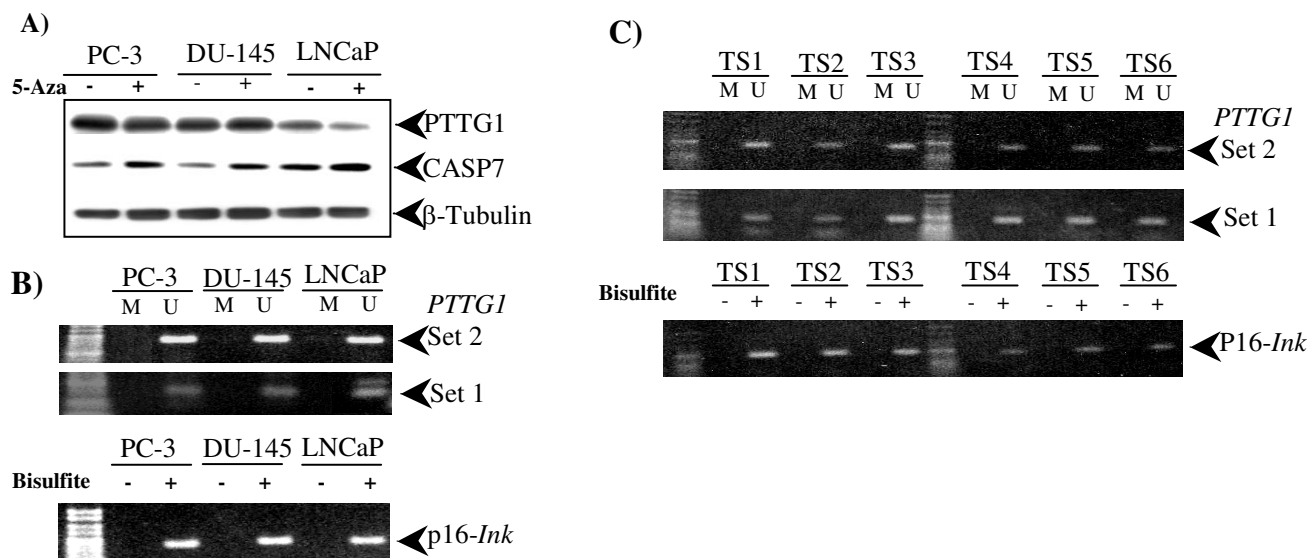 A)
PC-3 DU-145 LNCaP
5-Aza - + - + - +
PTTG1
CASP7
β-Tubulin
B)
PC-3 DU-145 LNCaP
M U M U M U PTTG1
Set 2
Set 1
PC-3 DU-145 LNCaP
Bisulfite - + - + - +
p16-Ink
C)
TS1 TS2 TS3 TS4 TS5 TS6
M U M U M U M U M U M U
PTTG1
Set 2
Set 1
TS1 TS2 TS3 TS4 TS5 TS6
Bisulfite - + - + - + - + - + - +
P16-Ink